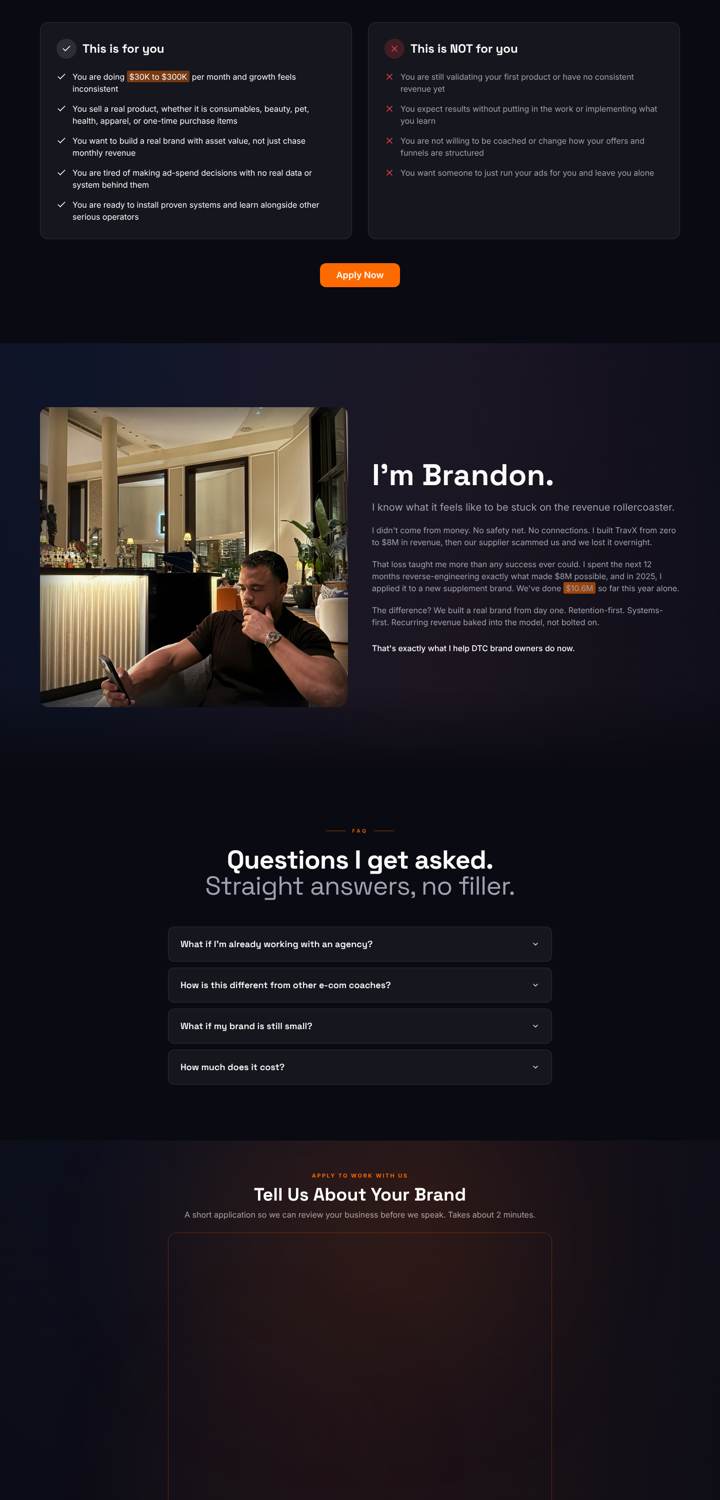 This is for you
You are doing $30K to $300K per month and growth feels
inconsistent
You sell a real product, whether it is consumables, beauty, pet,
health, apparel, or one-time purchase items
You want to build a real brand with asset value, not just chase
monthly revenue
You are tired of making ad-spend decisions with no real data or
system behind them
You are ready to install proven systems and learn alongside other
serious operators
This is NOT for you
You are still validating your first product or have no consistent
revenue yet
You expect results without putting in the work or implementing what
you learn
You are not willing to be coached or change how your offers and
funnels are structured
You want someone to just run your ads for you and leave you alone
Apply Now
I'm Brandon.
I know what it feels like to be stuck on the revenue rollercoaster.
I didn't come from money. No safety net. No connections. I built TravX from zero
to $8M in revenue, then our supplier scammed us and we lost it overnight.
That loss taught me more than any success ever could. I spent the next 12
months reverse-engineering exactly what made $8M possible, and in 2025, I
applied it to a new supplement brand. We've done $10.6M so far this year alone.
The difference? We built a real brand from day one. Retention-first. Systems-
first. Recurring revenue baked into the model, not bolted on.
That's exactly what I help DTC brand owners do now.
FAQ
Questions I get asked.
Straight answers, no filler.
What if I'm already working with an agency?
How is this different from other e-com coaches?
What if my brand is still small?
How much does it cost?
APPLY TO WORK WITH US
Tell Us About Your Brand
A short application so we can review your business before we speak. Takes about 2 minutes.